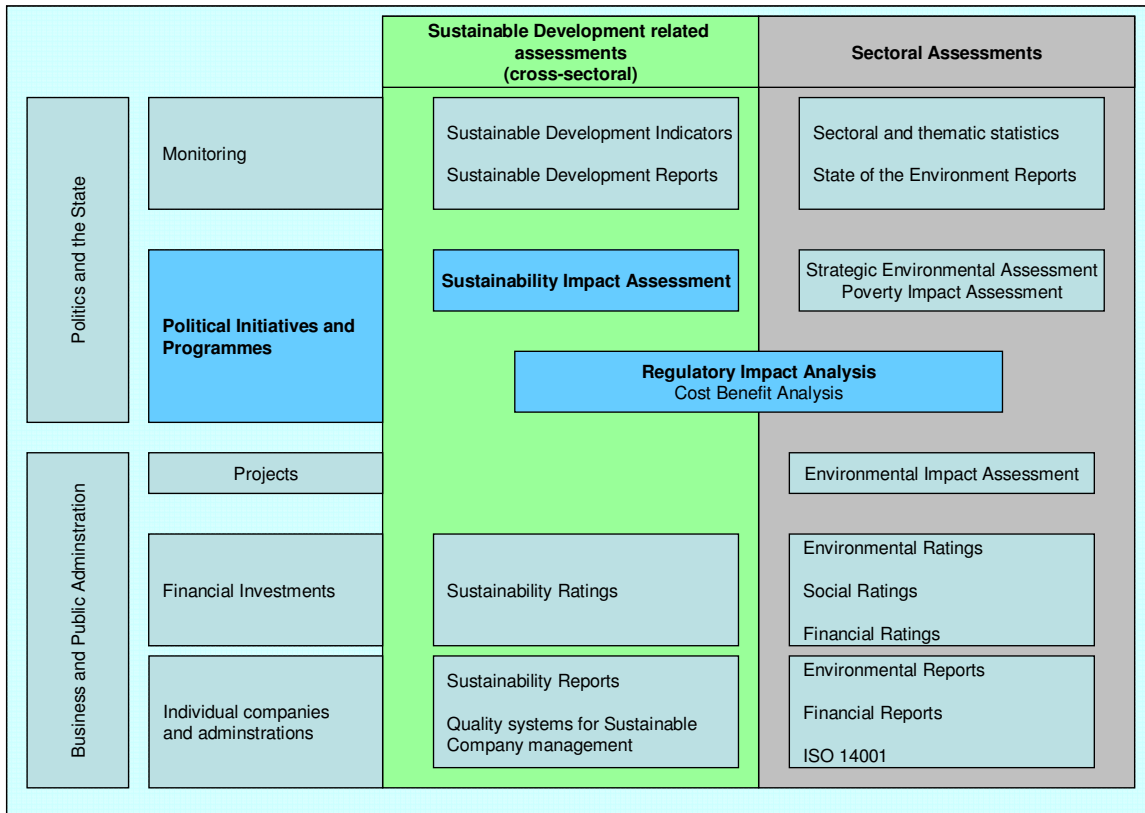 Sustainable Development related
assessments
(cross-sectoral)
Sectoral Assessments
Politics and the State
Monitoring
Sustainable Development Indicators
Sustainable Development Reports
Sectoral and thematic statistics
State of the Environment Reports
Political Initiatives and
Programmes
Sustainability Impact Assessment
Strategic Environmental Assessment
Poverty Impact Assessment
Regulatory Impact Analysis
Cost Benefit Analysis
Business and Public Adminstration
Projects
Environmental Impact Assessment
Financial Investments
Sustainability Ratings
Environmental Ratings
Social Ratings
Financial Ratings
Individual companies
and adminstrations
Sustainability Reports
Quality systems for Sustainable
Company management
Environmental Reports
Financial Reports
ISO 14001